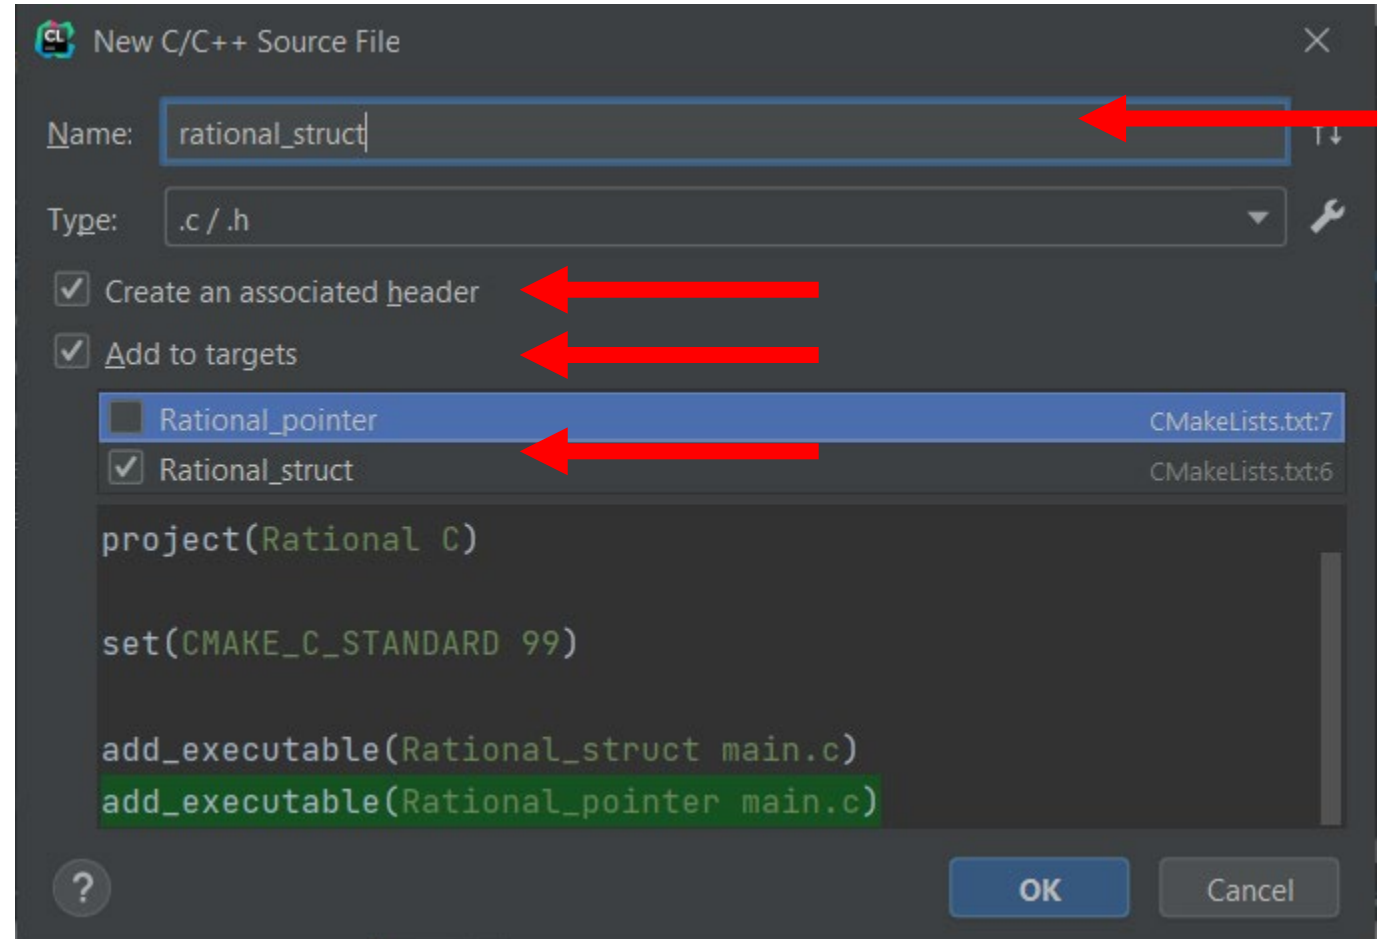 CL New C/C++ Source File
Name: rational_struct
Type: .c / .h
Create an associated header
Add to targets
Rational_pointer CMakeLists.txt:7
Rational_struct CMakeLists.txt:6
project(Rational C)
set(CMAKE_C_STANDARD 99)
add_executable(Rational_struct main.c)
add_executable(Rational_pointer main.c)
? OK Cancel